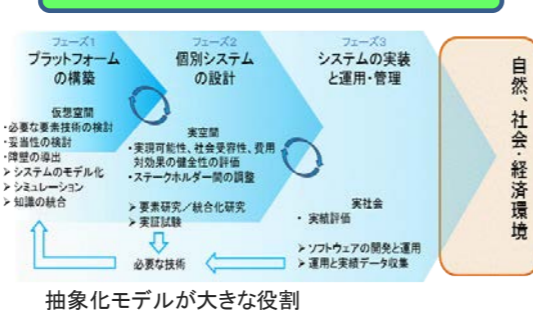 フェーズ1
プラットフォーム
の構築
仮想空間
・必要な要素技術の検討
・妥当性の検討
・障壁の導出
➢ システムのモデル化
➢ シミュレーション
➢ 知識の統合
フェーズ2
個別システム
の設計
実空間
・実現可能性、社会受容性、費用
対効果の健全性の評価
・ステークホルダー間の調整
➢ 要素研究/統合化研究
➢ 実証試験
必要な技術
フェーズ3
システムの実装
と運用・管理
実社会
・ 実績評価
➢ ソフトウェアの開発と運用
➢ 運用と実績データ収集
自然、社会・経済環境
抽象化モデルが大きな役割